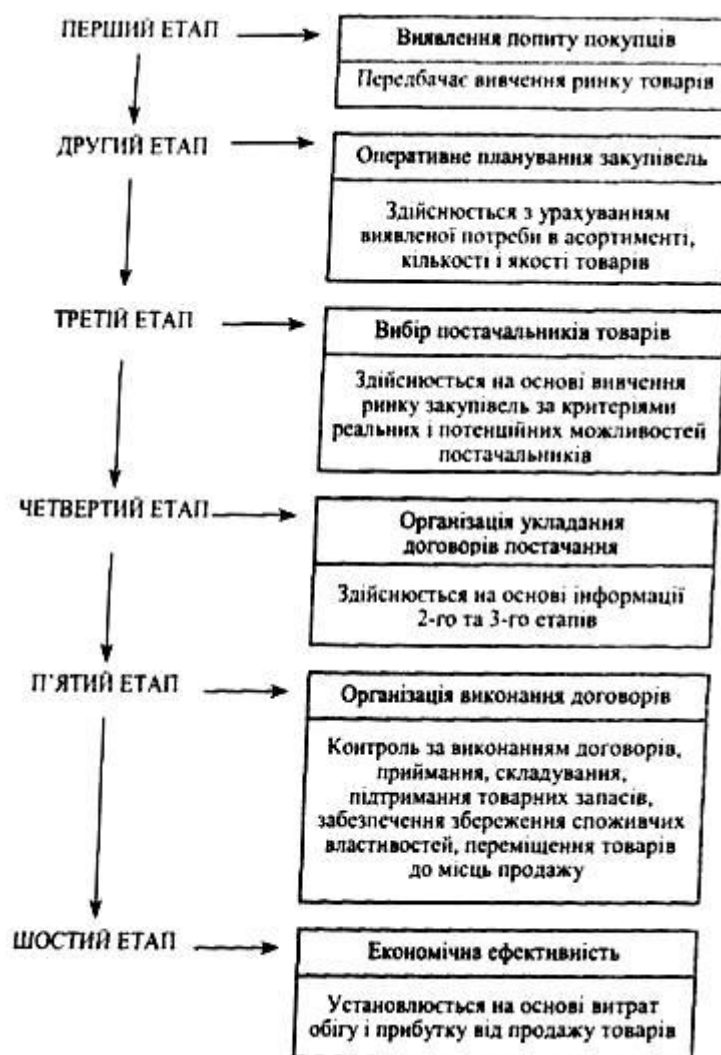 ПЕРШИЙ ЕТАП
Виявлення попиту покупців
Передбачає вивчення ринку товарів
ДРУГИЙ ЕТАП
Оперативне планування закупівель
Здійснюється з урахуванням
виявленої потреби в асортименті,
кількості і якості товарів
ТРЕТІЙ ЕТАП
Вибір постачальників товарів
Здійснюється на основі вивчення
ринку закупівель за критеріями
реальних і потенційних можливостей
постачальників
ЧЕТВЕРТИЙ ЕТАП
Організація укладання
договорів постачання
Здійснюється на основі інформації
2-го та 3-го етапів
П'ЯТИЙ ЕТАП
Організація виконання договорів
Контроль за виконанням договорів,
приймання, складування,
підтримання товарних запасів,
забезпечення збереження споживчих
властивостей, переміщення товарів
до місць продажу
ШОСТИЙ ЕТАП
Економічна ефективність
Установлюється на основі витрат
обігу і прибутку від продажу товарів